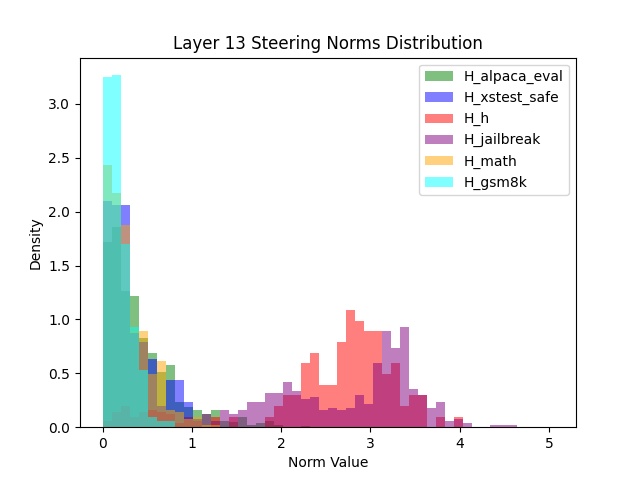 Layer 13 Steering Norms Distribution
H_alpaca_eval
H_xstest_safe
H_h
H_jailbreak
H_math
H_gsm8k
Density
3.0
2.5
2.0
1.5
1.0
0.5
0.0
0 1 2 3 4 5
Norm Value